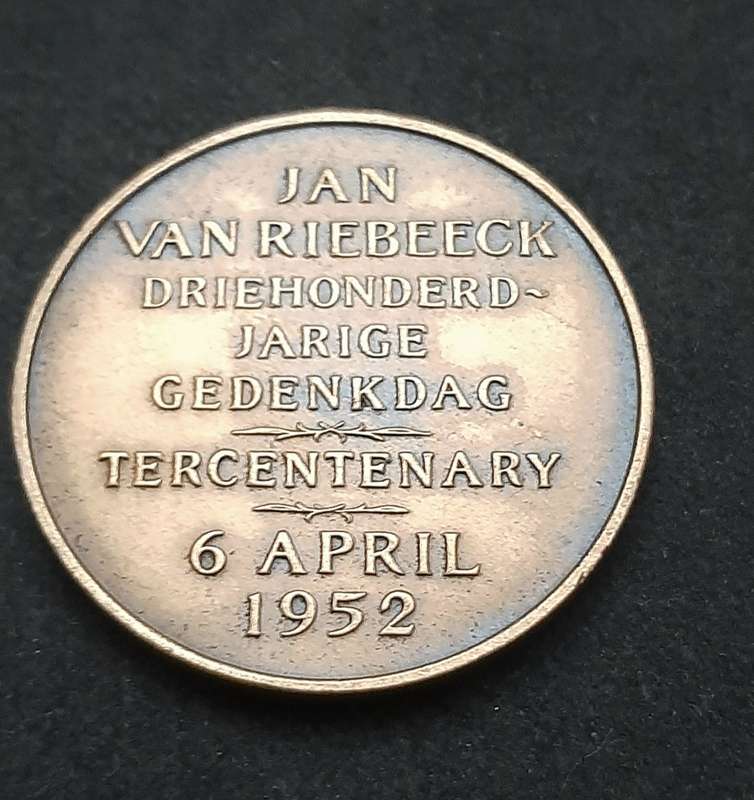 JAN
VAN RIEBEECK
DRIEHONDERD~
JARIGE
GEDENKDAG
TERCENTENARY
6 APRIL
1952